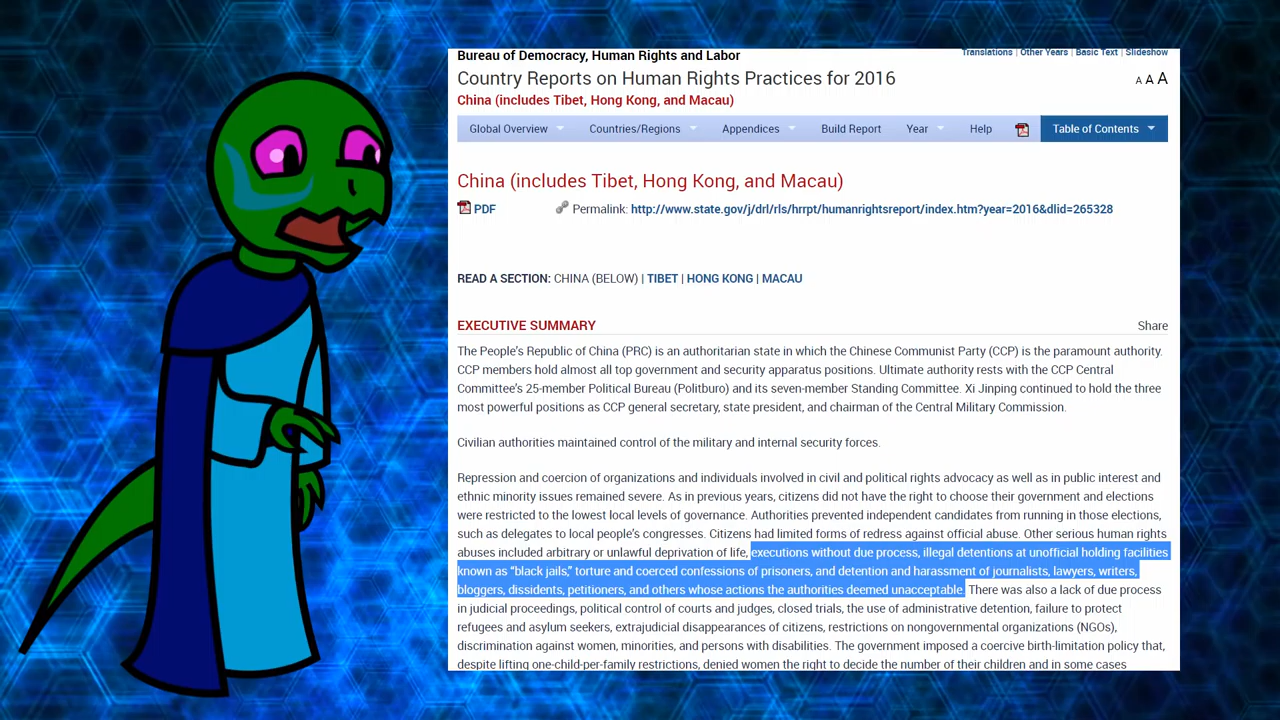 Bureau of Democracy, Human Rights and Labor
Translations | Other Years | Basic Text | Slideshow
Country Reports on Human Rights Practices for 2016
A A A
China (includes Tibet, Hong Kong, and Macau)
Global Overview Countries/Regions Appendices Build Report Year Help Table of Contents
China (includes Tibet, Hong Kong, and Macau)
PDF Permalink: http://www.state.gov/j/drl/rls/hrrpt/humanrightsreport/index.htm?year=2016&dlid=265328
READ A SECTION: CHINA (BELOW) | TIBET | HONG KONG | MACAU
EXECUTIVE SUMMARY Share
The People's Republic of China (PRC) is an authoritarian state in which the Chinese Communist Party (CCP) is the paramount authority.
CCP members hold almost all top government and security apparatus positions. Ultimate authority rests with the CCP Central
Committee's 25-member Political Bureau (Politburo) and its seven-member Standing Committee. Xi Jinping continued to hold the three
most powerful positions as CCP general secretary, state president, and chairman of the Central Military Commission.
Civilian authorities maintained control of the military and internal security forces.
Repression and coercion of organizations and individuals involved in civil and political rights advocacy as well as in public interest and
ethnic minority issues remained severe. As in previous years, citizens did not have the right to choose their government and elections
were restricted to the lowest local levels of governance. Authorities prevented independent candidates from running in those elections,
such as delegates to local people's congresses. Citizens had limited forms of redress against official abuse. Other serious human rights
abuses included arbitrary or unlawful deprivation of life, executions without due process, illegal detentions at unofficial holding facilities
known as "black jails," torture and coerced confessions of prisoners, and detention and harassment of journalists, lawyers, writers,
bloggers, dissidents, petitioners, and others whose actions the authorities deemed unacceptable. There was also a lack of due process
in judicial proceedings, political control of courts and judges, closed trials, the use of administrative detention, failure to protect
refugees and asylum seekers, extrajudicial disappearances of citizens, restrictions on nongovernmental organizations (NGOs),
discrimination against women, minorities, and persons with disabilities. The government imposed a coercive birth-limitation policy that,
despite lifting one-child-per-family restrictions, denied women the right to decide the number of their children and in some cases